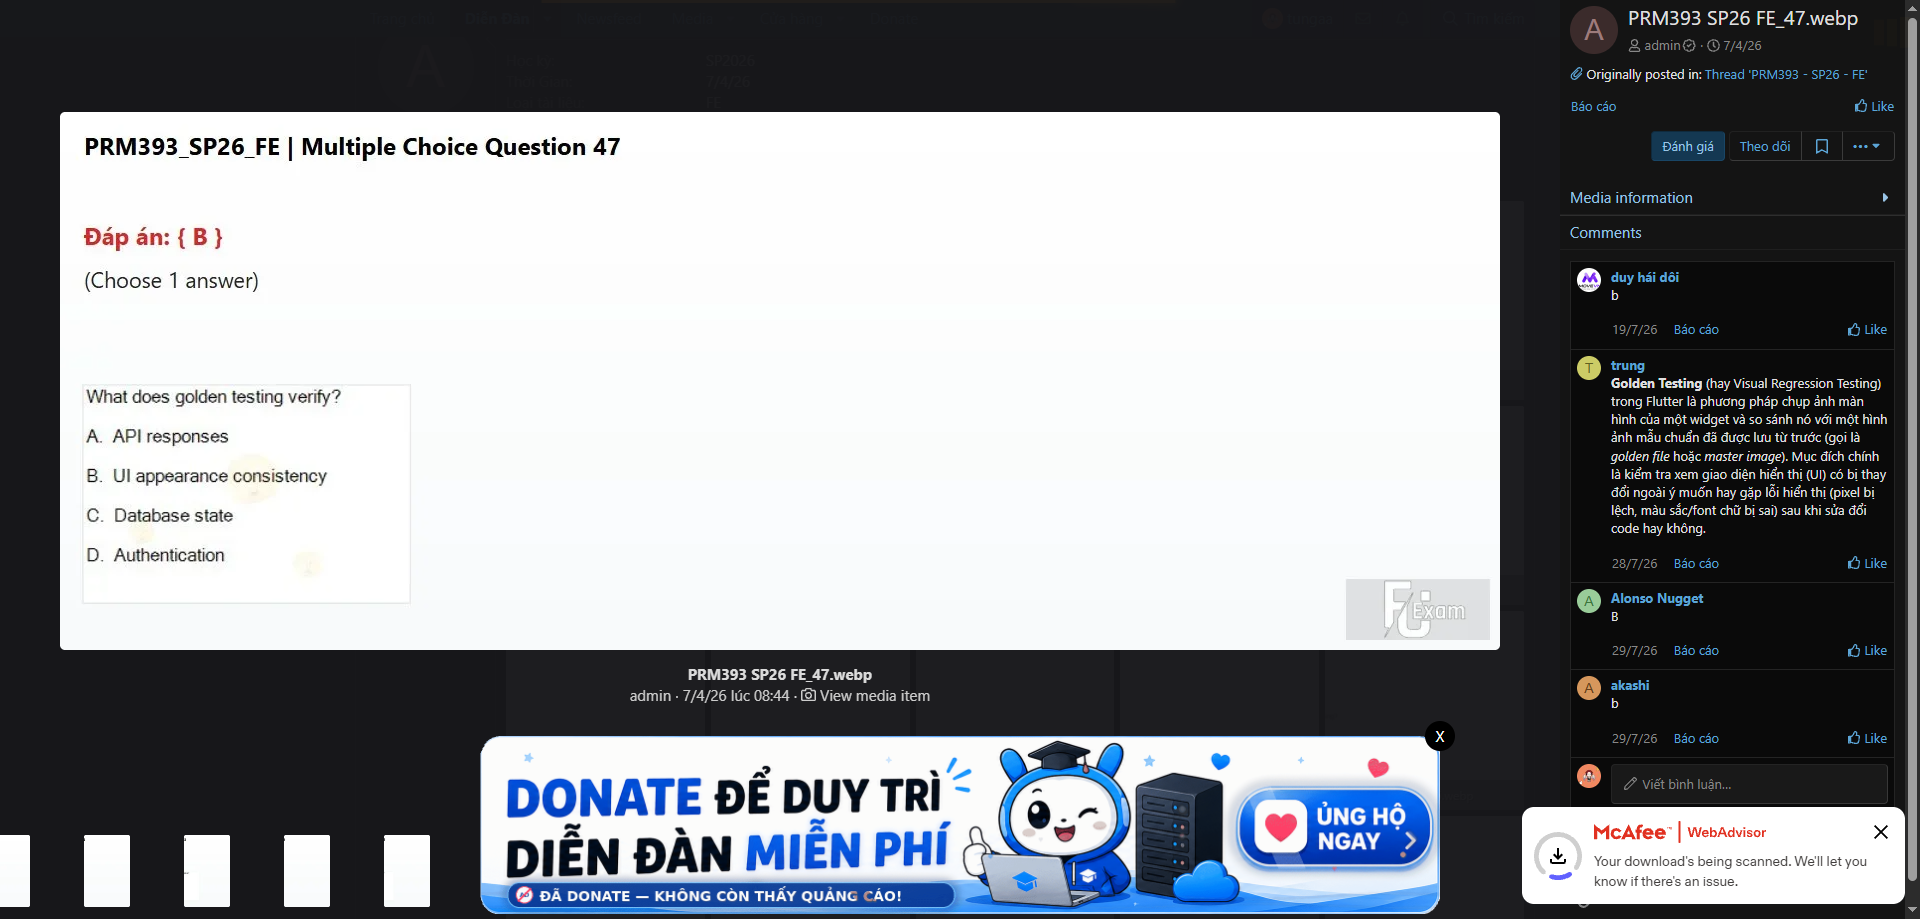 PRM393_SP26_FE | Multiple Choice Question 47
Đáp án: { B }
(Choose 1 answer)
What does golden testing verify?
A. API responses
B. UI appearance consistency
C. Database state
D. Authentication
FU Exam
PRM393 SP26 FE_47.webp
admin · 7/4/26 lúc 08:44 · View media item
X
DONATE ĐỂ DUY TRÌ
DIỄN ĐÀN MIỄN PHÍ
ĐÃ DONATE — KHÔNG CÒN THẤY QUẢNG CÁO!
ỦNG HỘ
NGAY
A
PRM393 SP26 FE_47.webp
admin · 7/4/26
Originally posted in: Thread 'PRM393 - SP26 - FE'
Báo cáo
Like
Đánh giá
Theo dõi
Media information
Comments
duy hái dôi
b
19/7/26 Báo cáo Like
T
trung
Golden Testing (hay Visual Regression Testing)
trong Flutter là phương pháp chụp ảnh màn
hình của một widget và so sánh nó với một hình
ảnh mẫu chuẩn đã được lưu từ trước (gọi là
golden file hoặc master image). Mục đích chính
là kiểm tra xem giao diện hiển thị (UI) có bị thay
đổi ngoài ý muốn hay gặp lỗi hiển thị (pixel bị
lệch, màu sắc/font chữ bị sai) sau khi sửa đổi
code hay không.
28/7/26 Báo cáo Like
A
Alonso Nugget
B
29/7/26 Báo cáo Like
A
akashi
b
29/7/26 Báo cáo Like
Viết bình luận...
McAfee | WebAdvisor
Your download's being scanned. We'll let you
know if there's an issue.